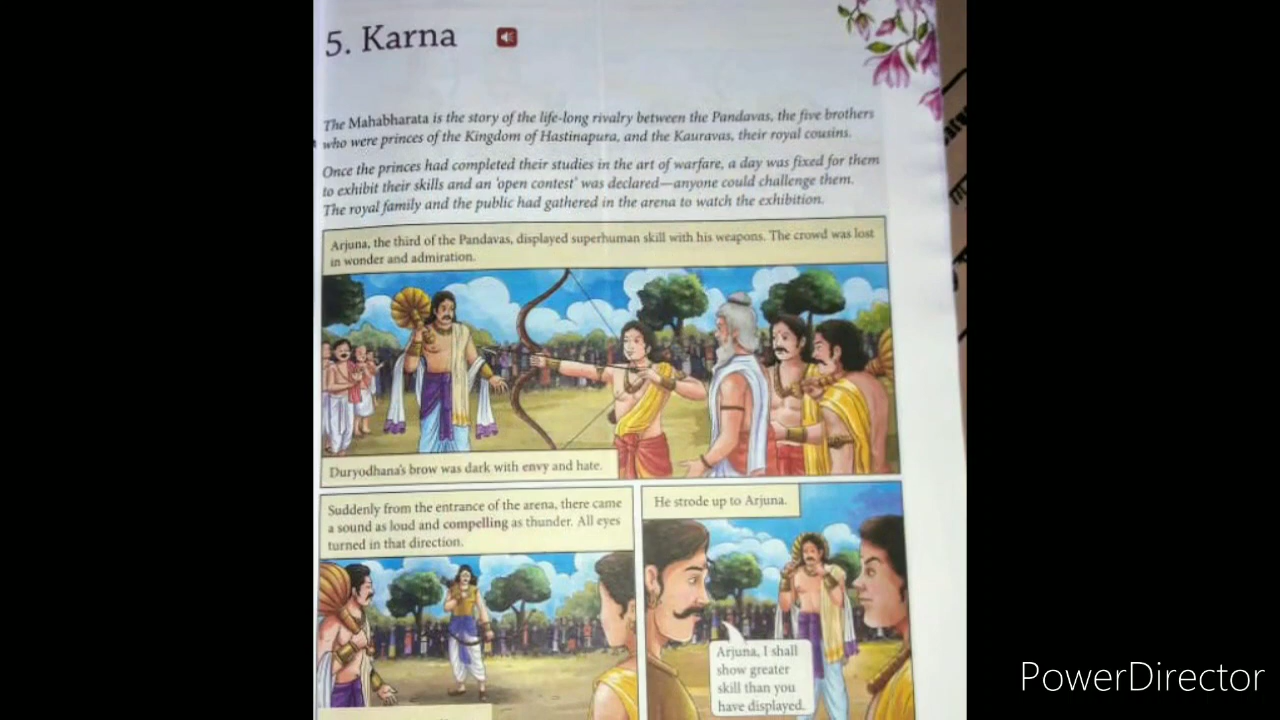 5. Karna
The Mahabharata is the story of the life-long rivalry between the Pandavas, the five brothers
who were princes of the Kingdom of Hastinapura, and the Kauravas, their royal cousins.
Once the princes had completed their studies in the art of warfare, a day was fixed for them
to exhibit their skills and an 'open contest' was declared—anyone could challenge them.
The royal family and the public had gathered in the arena to watch the exhibition.
Arjuna, the third of the Pandavas, displayed superhuman skill with his weapons. The crowd was lost
in wonder and admiration.
Duryodhana's brow was dark with envy and hate.
Suddenly from the entrance of the arena, there came
a sound as loud and compelling as thunder. All eyes
turned in that direction.
He strode up to Arjuna.
Arjuna, I shall
show greater
skill than you
have displayed.
PowerDirector